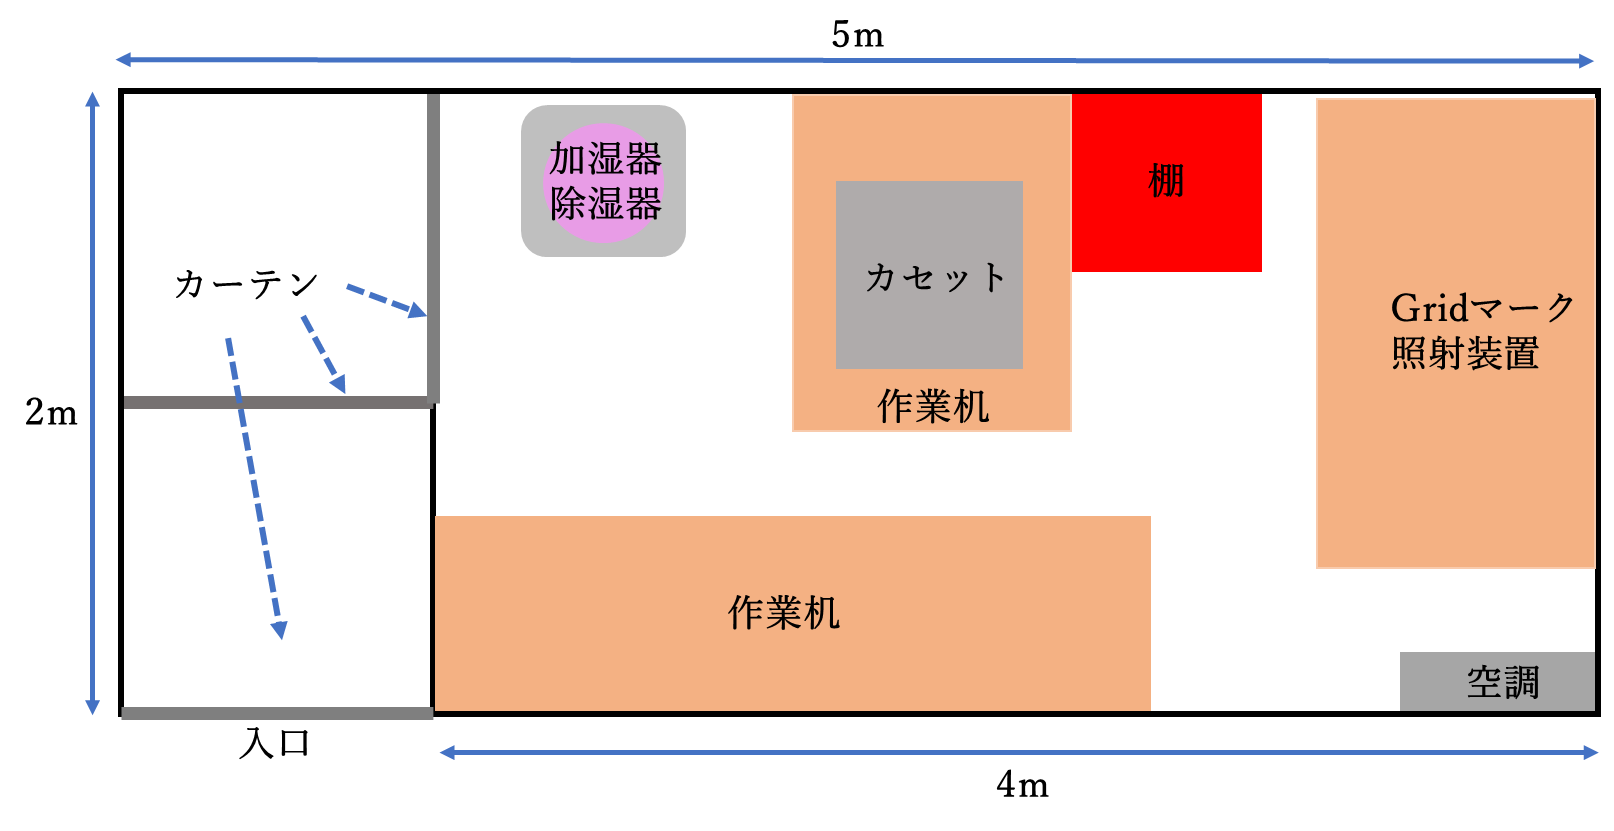 5m
加湿器
除湿器
棚
カーテン
カセット
Gridマーク
照射装置
2m
作業机
作業机
空調
入口
4m